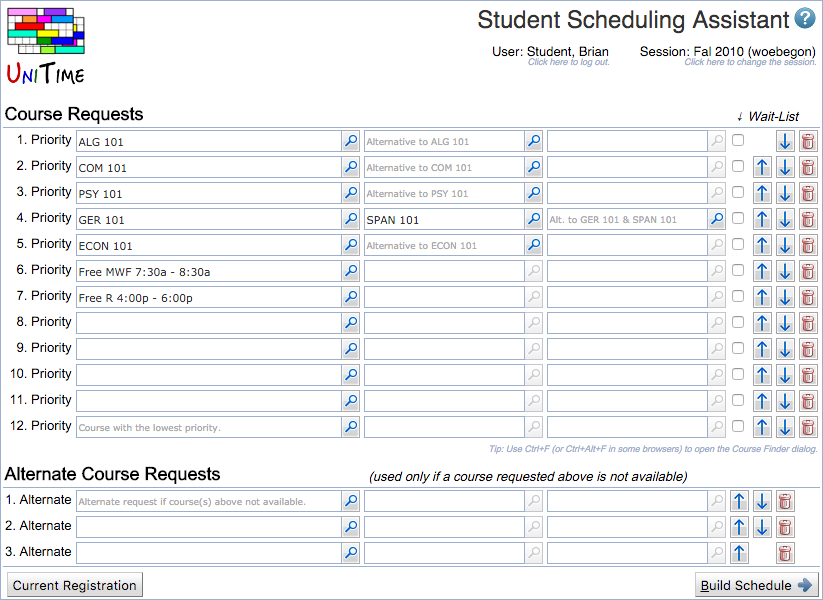 Student Scheduling Assistant ?
UNITIME
User: Student, Brian Session: Fal 2010 (woebegon)
Click here to log out. Click here to change the session.
Course Requests ↓ Wait-List
1. Priority ALG 101 Alternative to ALG 101
2. Priority COM 101 Alternative to COM 101
3. Priority PSY 101 Alternative to PSY 101
4. Priority GER 101 SPAN 101 Alt. to GER 101 & SPAN 101
5. Priority ECON 101 Alternative to ECON 101
6. Priority Free MWF 7:30a - 8:30a
7. Priority Free R 4:00p - 6:00p
8. Priority
9. Priority
10. Priority
11. Priority
12. Priority Course with the lowest priority.
Tip: Use Ctrl+F (or Ctrl+Alt+F in some browsers) to open the Course Finder dialog.
Alternate Course Requests (used only if a course requested above is not available)
1. Alternate Alternate request if course(s) above not available.
2. Alternate
3. Alternate
Current Registration Build Schedule